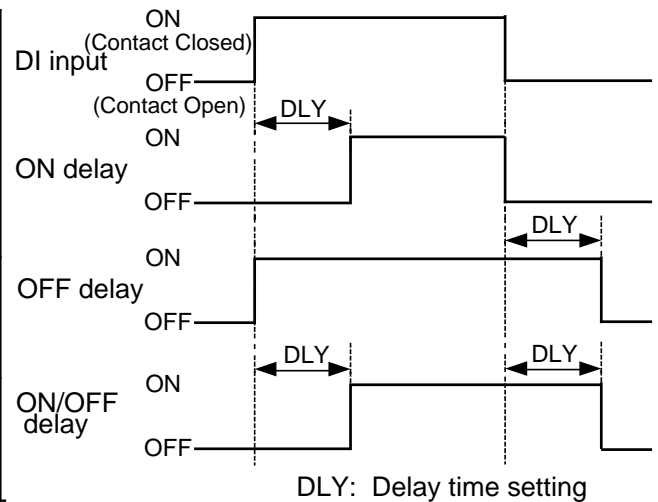 ON
(Contact Closed)
DI input
OFF
(Contact Open)
DLY
ON
ON delay
OFF
DLY
ON
OFF delay
OFF
DLY
DLY
ON
ON/OFF
delay
OFF
DLY: Delay time setting